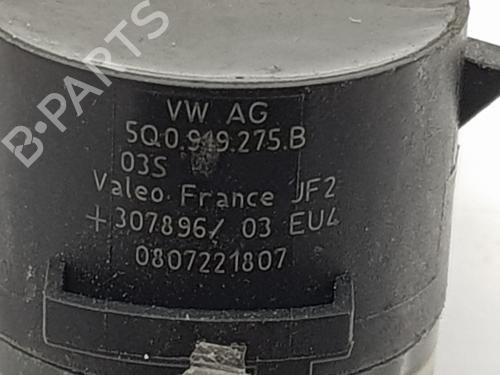 B-PARTS
VW AG
5Q0.919.275.B
03S
Valeo France JF2
+307896/ 03 EU4
0807221807